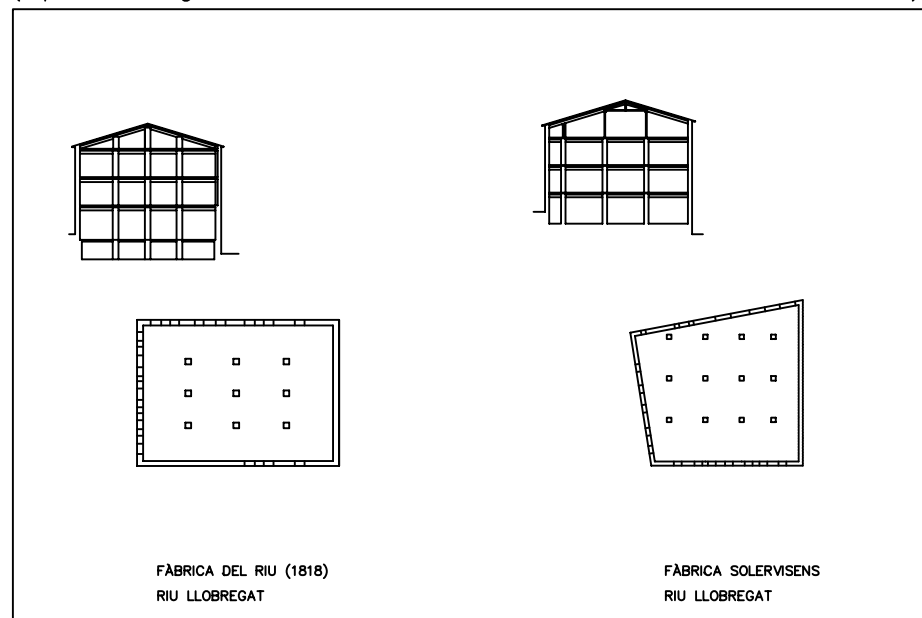 FÀBRICA DEL RIU (1818)
RIU LLOBREGAT
FÀBRICA SOLERVISENS
RIU LLOBREGAT